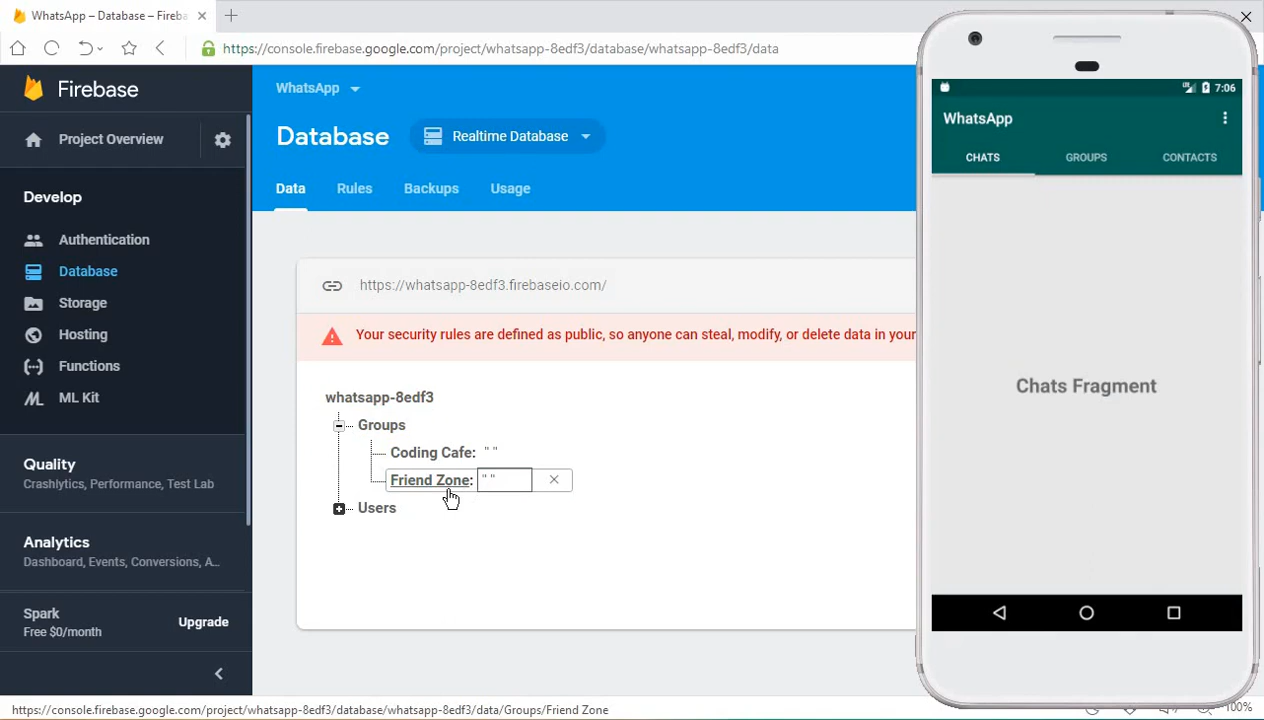 WhatsApp – Database – Fireba
https://console.firebase.google.com/project/whatsapp-8edf3/database/whatsapp-8edf3/data
Firebase
Project Overview
Develop
Authentication
Database
Storage
Hosting
Functions
ML Kit
Quality
Crashlytics, Performance, Test Lab
Analytics
Dashboard, Events, Conversions, A...
Spark
Free $0/month
Upgrade
WhatsApp
Database
Realtime Database
Data Rules Backups Usage
https://whatsapp-8edf3.firebaseio.com/
Your security rules are defined as public, so anyone can steal, modify, or delete data in your
whatsapp-8edf3
Groups
Coding Cafe: " "
Friend Zone: " "
Users
7:06
WhatsApp
CHATS GROUPS CONTACTS
Chats Fragment
https://console.firebase.google.com/project/whatsapp-8edf3/database/whatsapp-8edf3/data/Groups/Friend Zone
100%